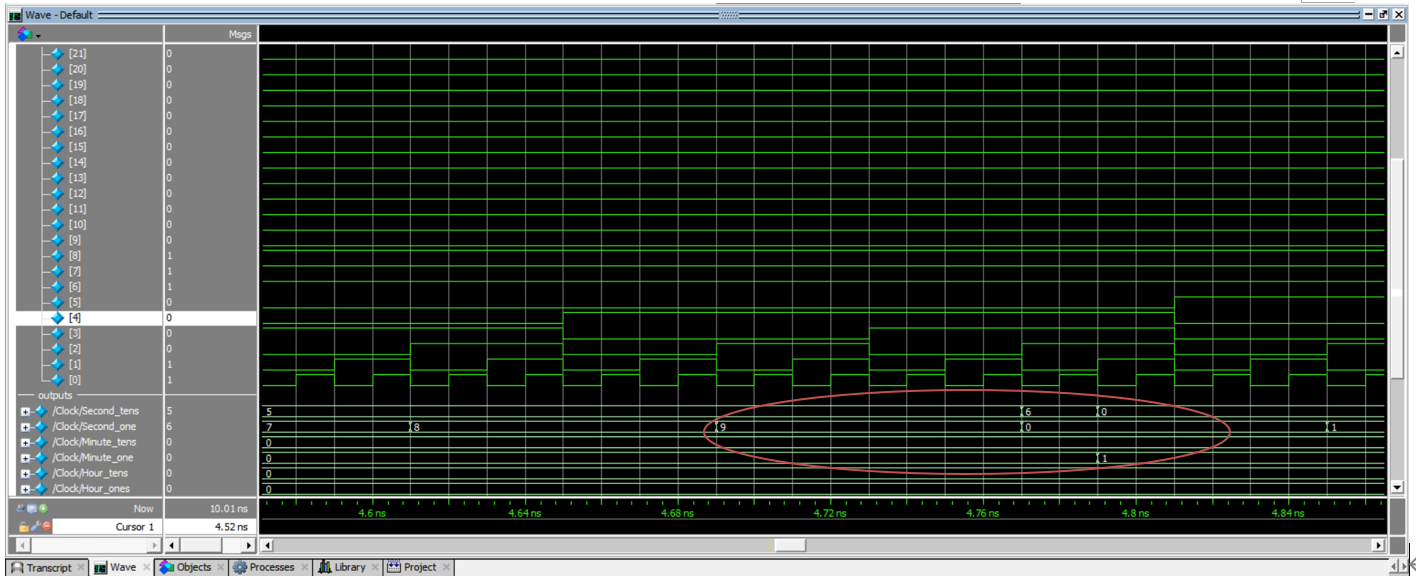 Wave - Default
Msgs
[21] 0
[20] 0
[19] 0
[18] 0
[17] 0
[16] 0
[15] 0
[14] 0
[13] 0
[12] 0
[11] 0
[10] 0
[9] 0
[8] 1
[7] 1
[6] 1
[5] 0
[4] 0
[3] 0
[2] 0
[1] 1
[0] 1
outputs
/Clock/Second_tens 5 5 6 0
/Clock/Second_one 6 7 8 9 0 1
/Clock/Minute_tens 0 0
/Clock/Minute_one 0 0 1
/Clock/Hour_tens 0 0
/Clock/Hour_ones 0 0
Now 10.01 ns 4.6 ns 4.64 ns 4.68 ns 4.72 ns 4.76 ns 4.8 ns 4.84 ns
Cursor 1 4.52 ns
Transcript Wave Objects Processes Library Project